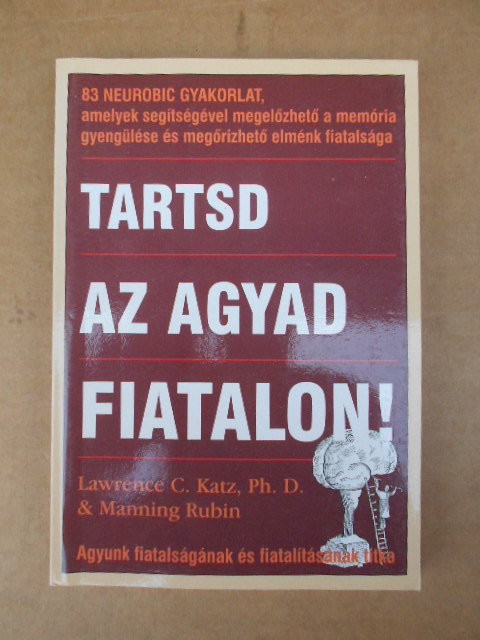 83 NEUROBIC GYAKORLAT,
amelyek segítségével megelőzhető a memória
gyengülése és megőrizhető elménk fiatalsága
TARTSD
AZ AGYAD
FIATALON!
Lawrence C. Katz, Ph. D.
& Manning Rubin
Agyunk fiatalságának és fiatalításának titka